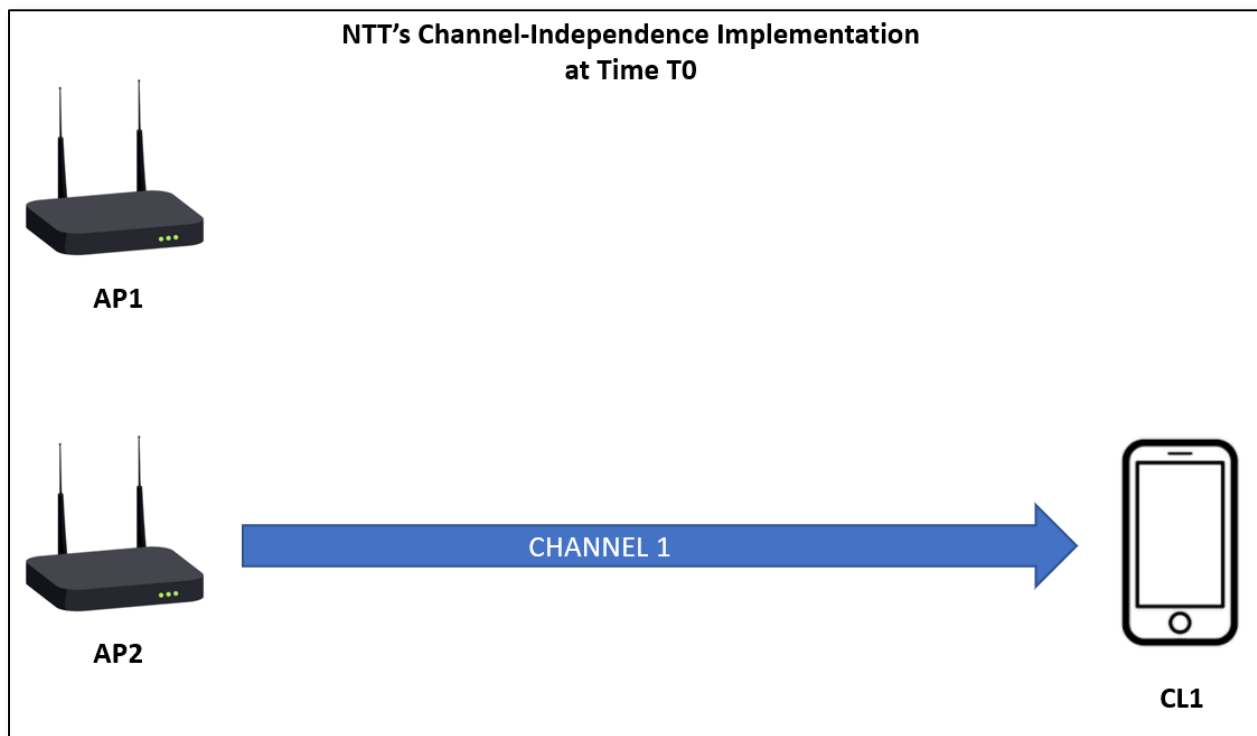 NTT’s Channel-Independence Implementation
at Time T0
AP1
CHANNEL 1
AP2
CL1